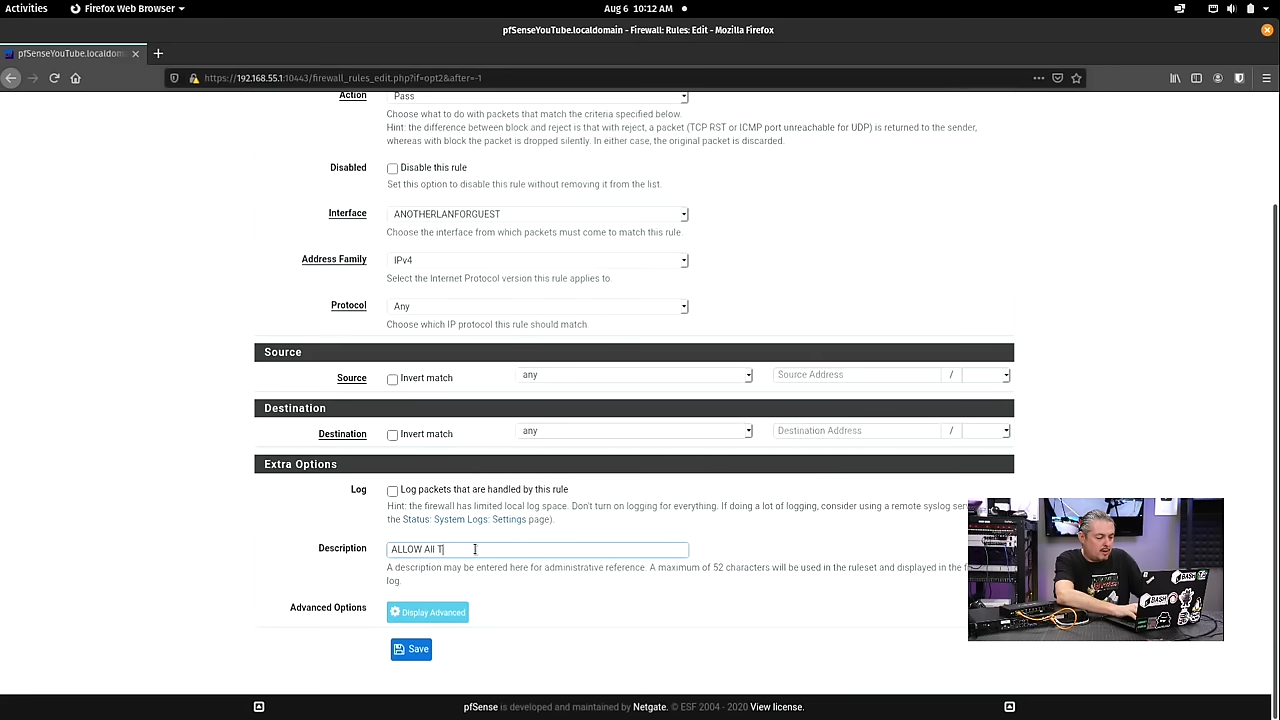 Activities
Firefox Web Browser
Aug 6 10:12 AM
pfSenseYouTube.localdomain - Firewall: Rules: Edit - Mozilla Firefox
pfSenseYouTube.localdom
https://192.168.55.1:10443/firewall_rules_edit.php?if=opt2&after=-1
Action
Pass
Choose what to do with packets that match the criteria specified below.
Hint: the difference between block and reject is that with reject, a packet (TCP RST or ICMP port unreachable for UDP) is returned to the sender,
whereas with block the packet is dropped silently. In either case, the original packet is discarded.
Disabled
Disable this rule
Set this option to disable this rule without removing it from the list.
Interface
ANOTHERLANFORGUEST
Choose the interface from which packets must come to match this rule.
Address Family
IPv4
Select the Internet Protocol version this rule applies to.
Protocol
Any
Choose which IP protocol this rule should match.
Source
Source
Invert match
any
Source Address
/
Destination
Destination
Invert match
any
Destination Address
/
Extra Options
Log
Log packets that are handled by this rule
Hint: the firewall has limited local log space. Don't turn on logging for everything. If doing a lot of logging, consider using a remote syslog ser
the Status: System Logs: Settings page).
Description
ALLOW All T
A description may be entered here for administrative reference. A maximum of 52 characters will be used in the ruleset and displayed in the f
log.
Advanced Options
Display Advanced
Save
BASH
BASH
pfSense is developed and maintained by Netgate. © ESF 2004 - 2020 View license.